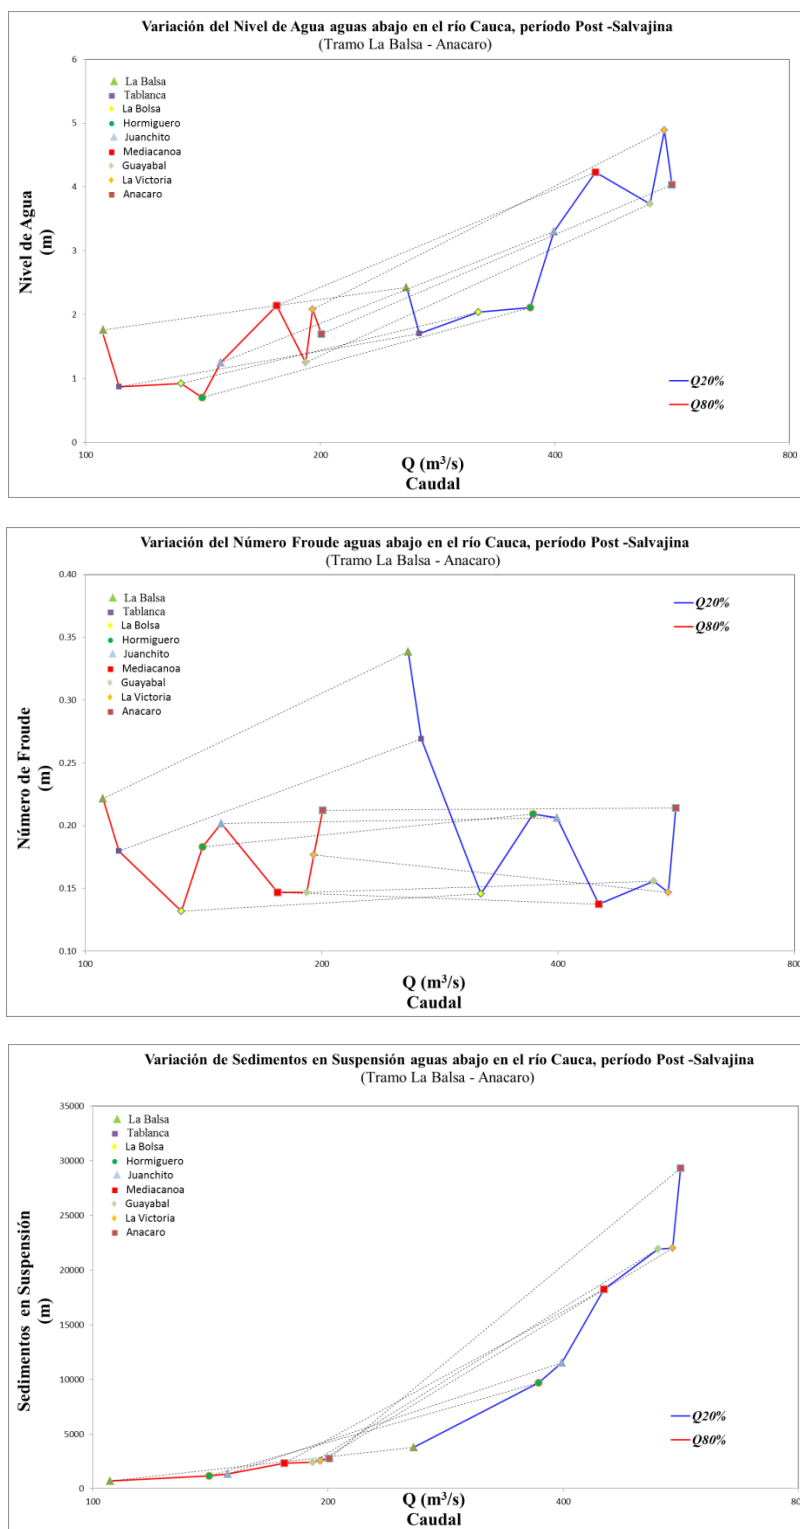 Variación del Nivel de Agua aguas abajo en el río Cauca, período Post -Salvajina
(Tramo La Balsa - Anacaro)
6
5
4
3
2
1
0
Nivel de Agua
(m)
La Balsa
Tablanca
La Bolsa
Hormiguero
Juanchito
Mediacanoa
Guayabal
La Victoria
Anacaro
Q20%
Q80%
100
200
400
800
Q (m³/s)
Caudal
Variación del Número Froude aguas abajo en el río Cauca, período Post -Salvajina
(Tramo La Balsa - Anacaro)
0.40
0.35
0.30
0.25
0.20
0.15
0.10
Número de Froude
(m)
La Balsa
Tablanca
La Bolsa
Hormiguero
Juanchito
Mediacanoa
Guayabal
La Victoria
Anacaro
Q20%
Q80%
100
200
400
800
Q (m³/s)
Caudal
Variación de Sedimentos en Suspensión aguas abajo en el río Cauca, período Post -Salvajina
(Tramo La Balsa - Anacaro)
35000
30000
25000
20000
15000
10000
5000
0
Sedimentos en Suspensión
(m)
La Balsa
Tablanca
La Bolsa
Hormiguero
Juanchito
Mediacanoa
Guayabal
La Victoria
Anacaro
Q20%
Q80%
100
200
400
80
Q (m³/s)
Caudal